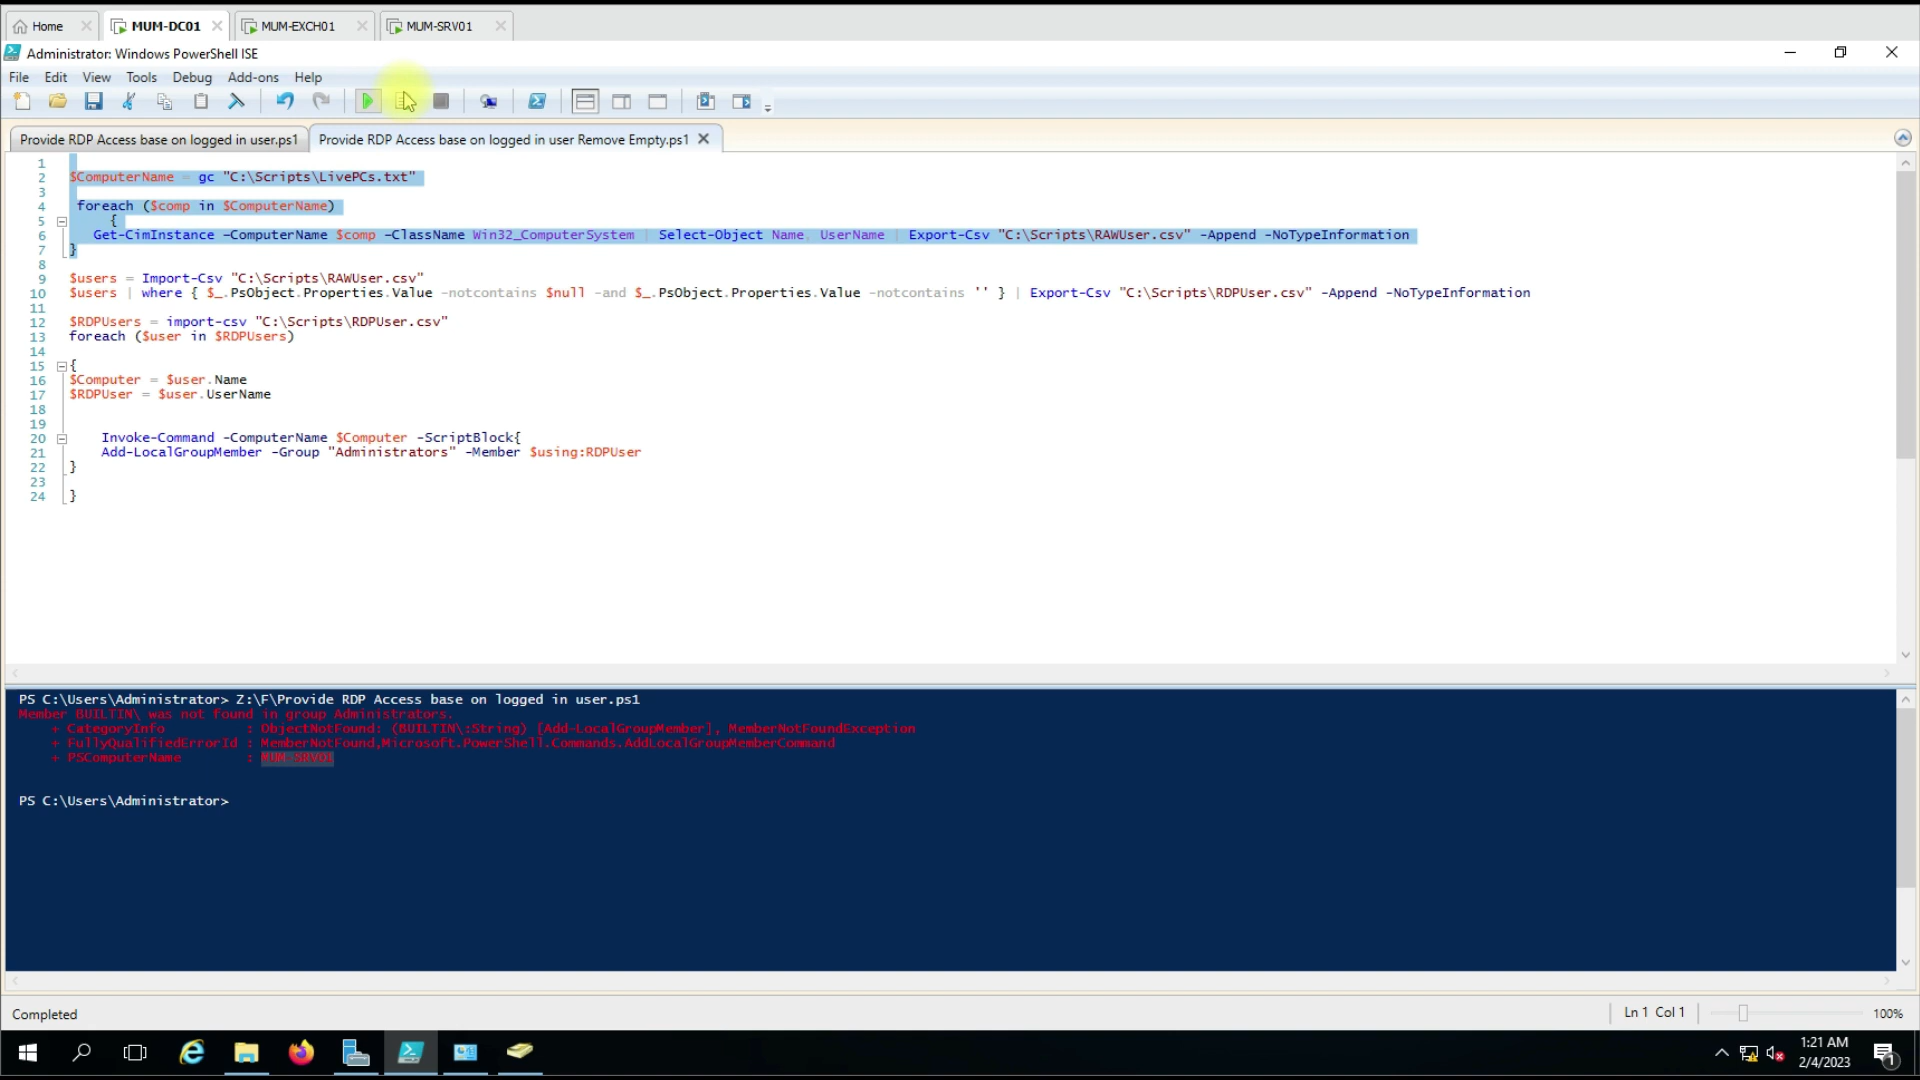 Home MUM-DC01 MUM-EXCH01 MUM-SRV01
Administrator: Windows PowerShell ISE
File Edit View Tools Debug Add-ons Help
Provide RDP Access base on logged in user.ps1 Provide RDP Access base on logged in user Remove Empty.ps1
1
2 $ComputerName = gc "C:\Scripts\LivePCs.txt"
3
4 foreach ($comp in $ComputerName)
5 {
6 Get-CimInstance -ComputerName $comp -ClassName Win32_ComputerSystem | Select-Object Name, UserName | Export-Csv "C:\Scripts\RAWUser.csv" -Append -NoTypeInformation
7 }
8
9 $users = Import-Csv "C:\Scripts\RAWUser.csv"
10 $users | where { $_.PsObject.Properties.Value -notcontains $null -and $_.PsObject.Properties.Value -notcontains '' } | Export-Csv "C:\Scripts\RDPUser.csv" -Append -NoTypeInformation
11
12 $RDPUsers = import-csv "C:\Scripts\RDPUser.csv"
13 foreach ($user in $RDPUsers)
14
15 {
16 $Computer = $user.Name
17 $RDPUser = $user.UserName
18
19
20 Invoke-Command -ComputerName $Computer -ScriptBlock{
21 Add-LocalGroupMember -Group "Administrators" -Member $using:RDPUser
22 }
23
24 }
PS C:\Users\Administrator> Z:\F\Provide RDP Access base on logged in user.ps1
Member BUILTIN\ was not found in group Administrators.
+ CategoryInfo : ObjectNotFound: (BUILTIN\:String) [Add-LocalGroupMember], MemberNotFoundException
+ FullyQualifiedErrorId : MemberNotFound,Microsoft.PowerShell.Commands.AddLocalGroupMemberCommand
+ PSComputerName : MUM-SRV01
PS C:\Users\Administrator>
Completed Ln 1 Col 1 100%
1:21 AM
2/4/2023
1